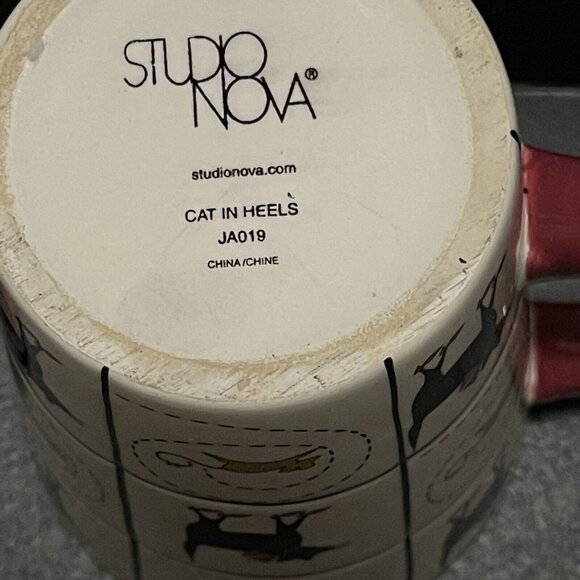 STUDIO
NOVA®
studionova.com
CAT IN HEELS
JA019
CHINA/CHINE